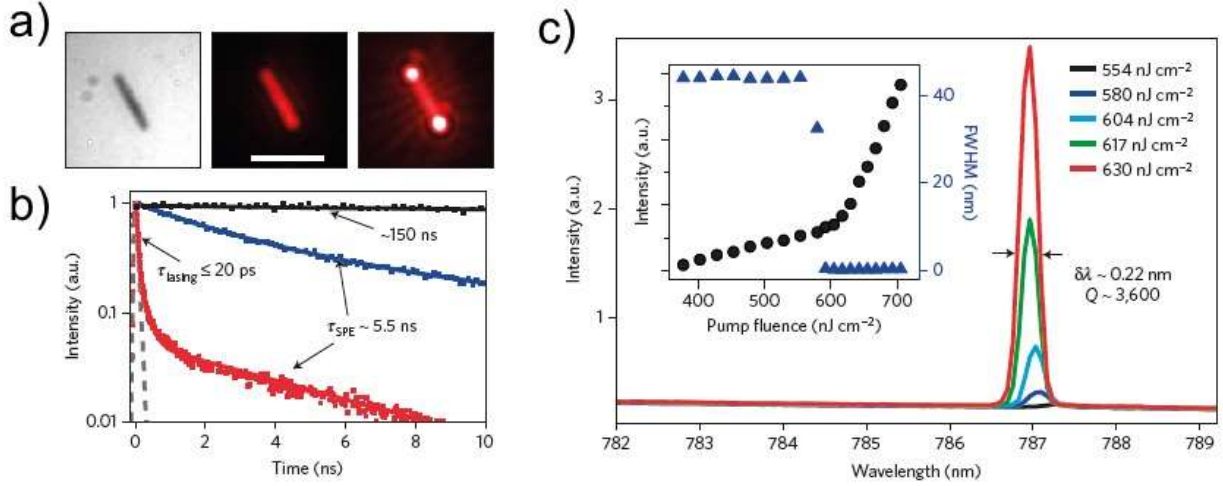 a)
b)
Intensity (a.u.)
1
0.1
0.01
~150 ns
τlasing ≤ 20 ps
τSPE ~ 5.5 ns
0 2 4 6 8 10
Time (ns)
c)
Intensity (a.u.)
3
2
1
Intensity (a.u.)
40
20
0
FWHM (nm)
400 500 600 700
Pump fluence (nJ cm⁻²)
554 nJ cm⁻²
580 nJ cm⁻²
604 nJ cm⁻²
617 nJ cm⁻²
630 nJ cm⁻²
δλ ~ 0.22 nm
Q ~ 3,600
782 783 784 785 786 787 788 789
Wavelength (nm)